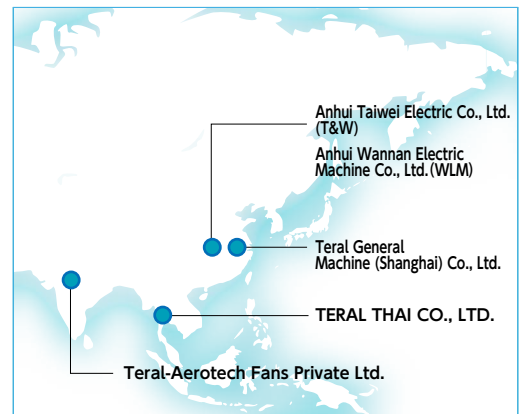 Anhui Taiwei Electric Co., Ltd.
(T&W)
Anhui Wannan Electric
Machine Co., Ltd.(WLM)
Teral General
Machine (Shanghai) Co., Ltd.
TERAL THAI CO., LTD.
Teral-Aerotech Fans Private Ltd.